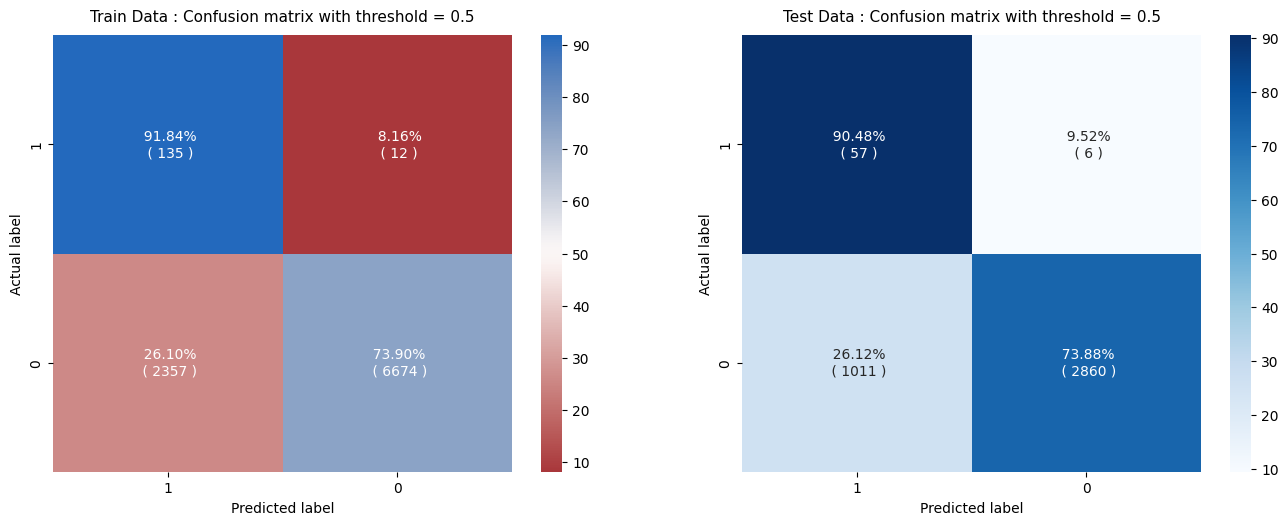 Train Data : Confusion matrix with threshold = 0.5
91.84%
( 135 )
8.16%
( 12 )
26.10%
( 2357 )
73.90%
( 6674 )
1
0
Actual label
1
0
Predicted label
90
80
70
60
50
40
30
20
10
Test Data : Confusion matrix with threshold = 0.5
90.48%
( 57 )
9.52%
( 6 )
26.12%
( 1011 )
73.88%
( 2860 )
1
0
Actual label
1
0
Predicted label
90
80
70
60
50
40
30
20
10